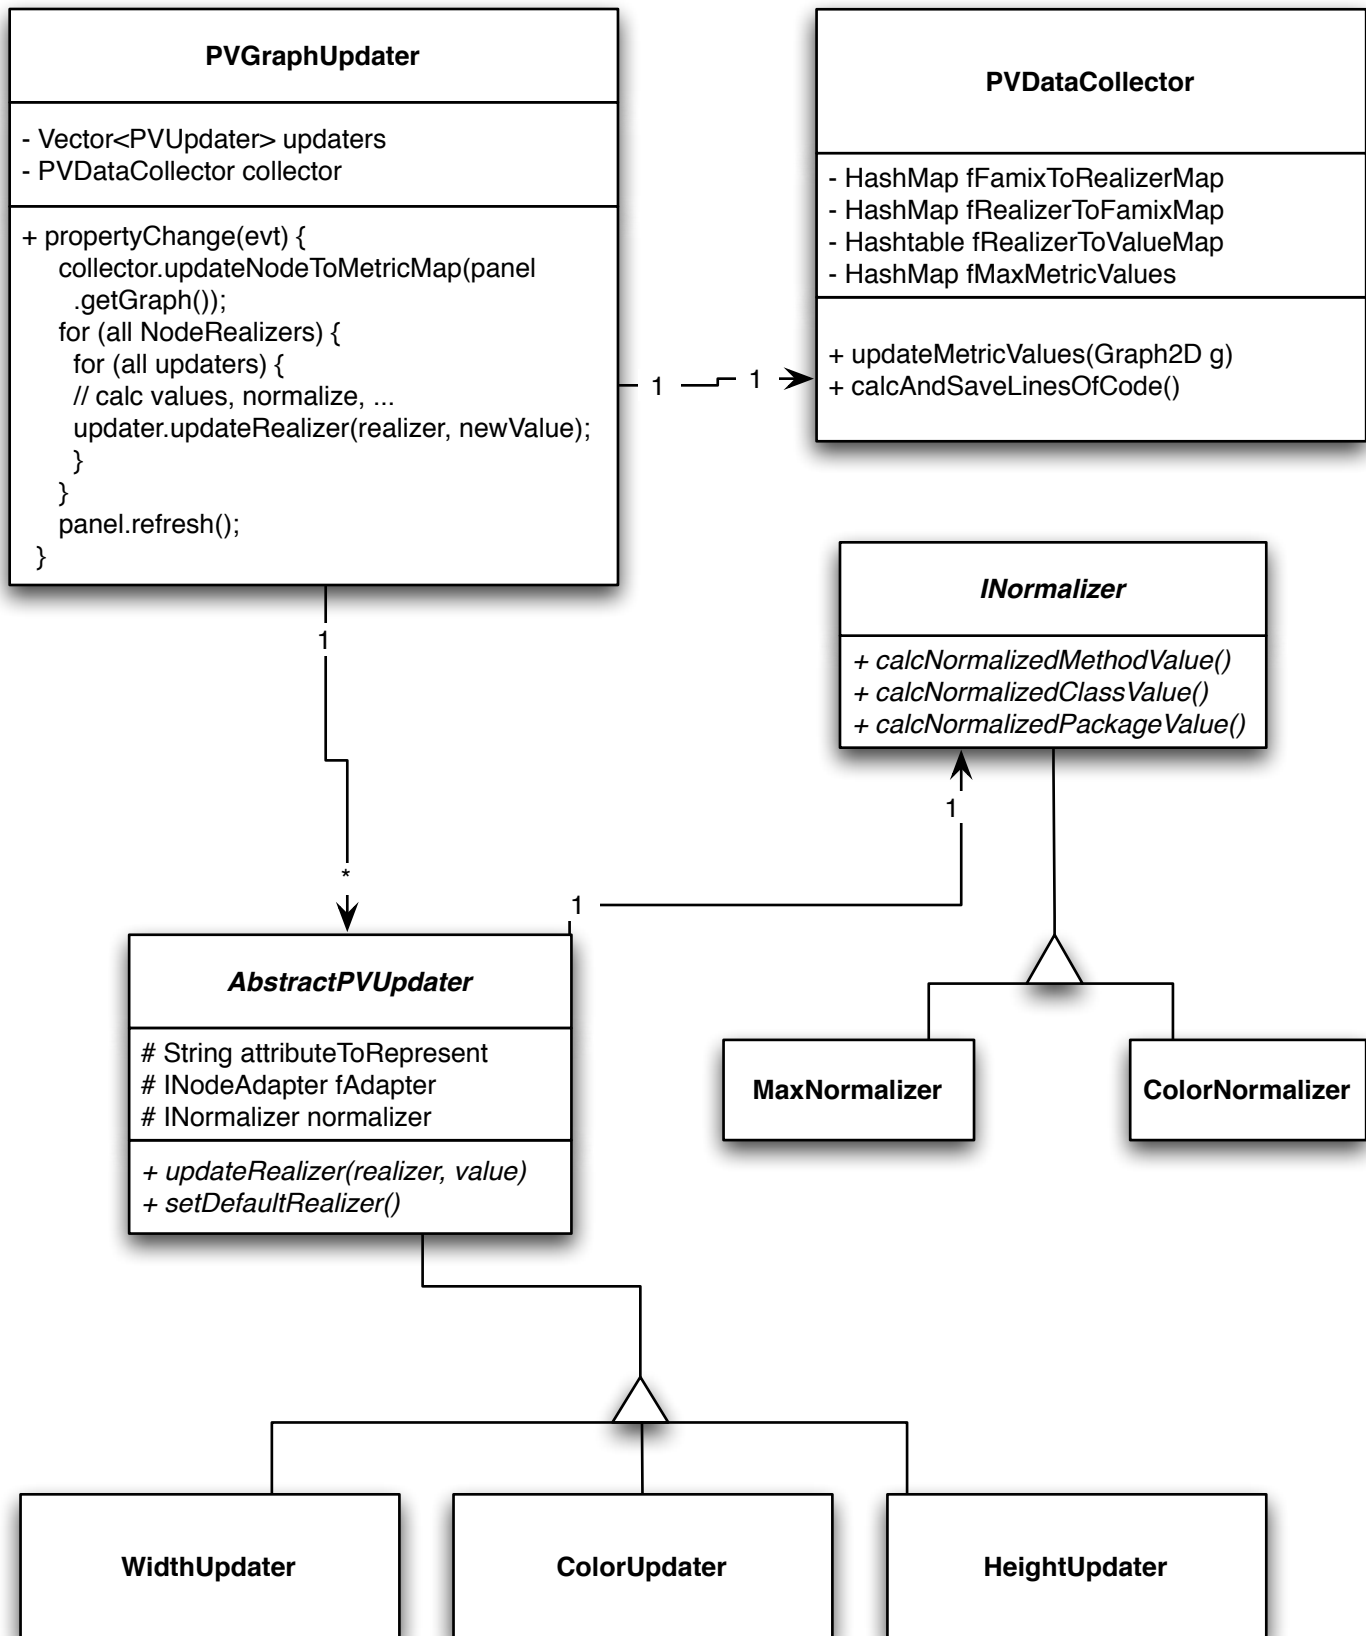 PVGraphUpdater
- Vector<PVUpdater> updaters
- PVDataCollector collector
+ propertyChange(evt) {
collector.updateNodeToMetricMap(panel
.getGraph());
for (all NodeRealizers) {
for (all updaters) {
// calc values, normalize, ...
updater.updateRealizer(realizer, newValue);
}
}
panel.refresh();
}
1
1
PVDataCollector
- HashMap fFamixToRealizerMap
- HashMap fRealizerToFamixMap
- Hashtable fRealizerToValueMap
- HashMap fMaxMetricValues
+ updateMetricValues(Graph2D g)
+ calcAndSaveLinesOfCode()
INormalizer
+ calcNormalizedMethodValue()
+ calcNormalizedClassValue()
+ calcNormalizedPackageValue()
1
*
1
1
AbstractPVUpdater
# String attributeToRepresent
# INodeAdapter fAdapter
# INormalizer normalizer
+ updateRealizer(realizer, value)
+ setDefaultRealizer()
MaxNormalizer
ColorNormalizer
WidthUpdater
ColorUpdater
HeightUpdater